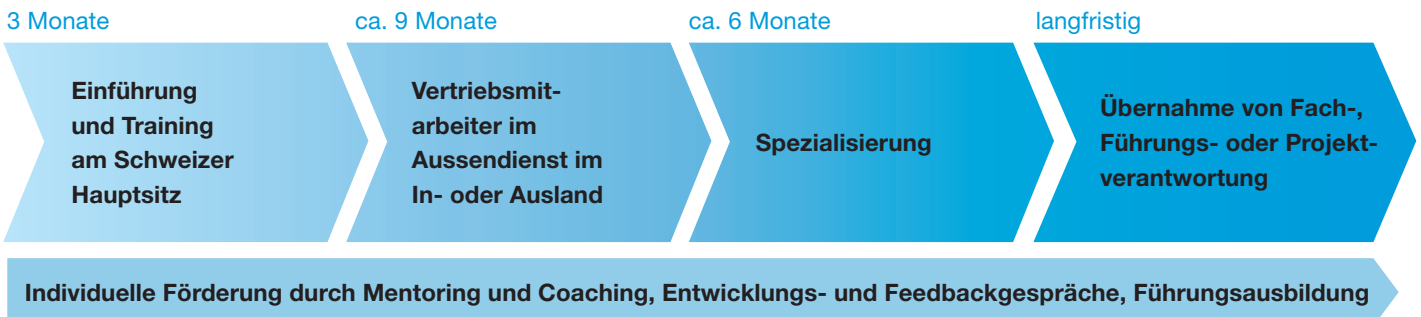 3 Monate
ca. 9 Monate
ca. 6 Monate
langfristig
Einführung
und Training
am Schweizer
Hauptsitz
Vertriebsmit-
arbeiter im
Aussendienst im
In- oder Ausland
Spezialisierung
Übernahme von Fach-,
Führungs- oder Projekt-
verantwortung
Individuelle Förderung durch Mentoring und Coaching, Entwicklungs- und Feedbackgespräche, Führungsausbildung